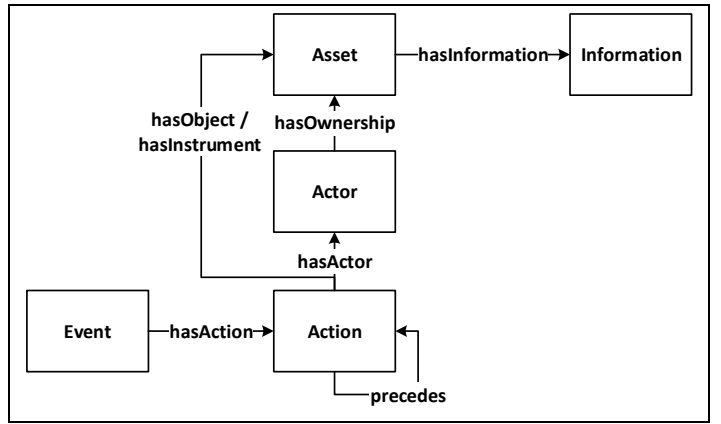 Asset
hasInformation
Information
hasObject /
hasInstrument
hasOwnership
Actor
hasActor
Event
hasAction
Action
precedes